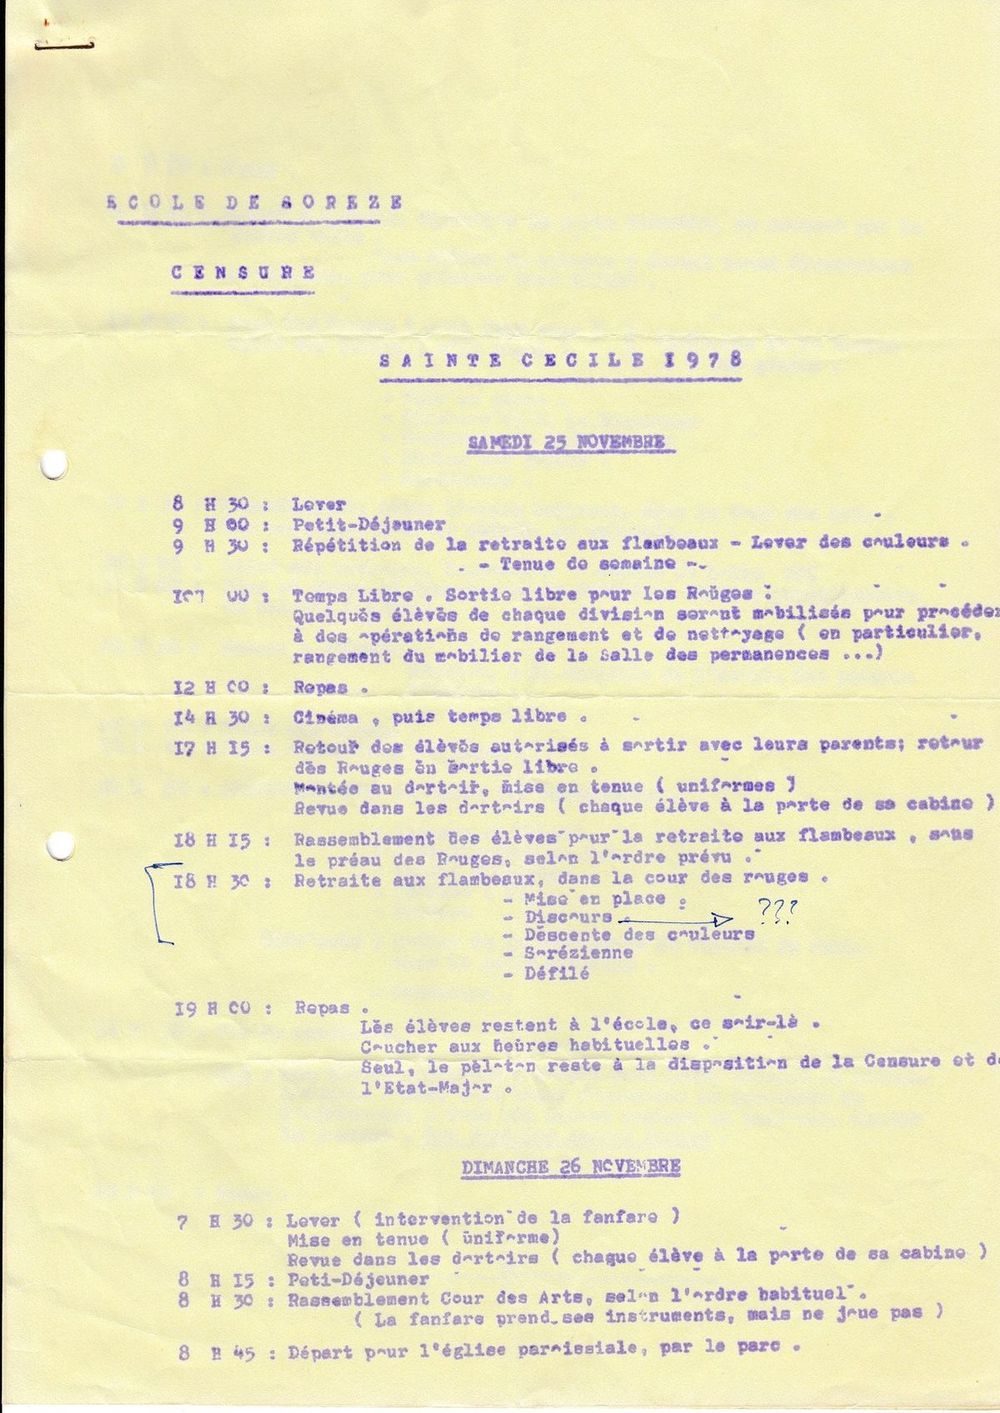 ECOLE DE SOREZE
CENSURE
SAINTE CECILE 1978
SAMEDI 25 NOVEMBRE
8 H 30 : Lever
9 H 00 : Petit-Déjeuner
9 H 30 : Répétition de la retraite aux flambeaux - Lever des couleurs .
- Tenue de semaine -
10H 00 : Temps Libre . Sortie libre pour les Rouges :
Quelques élèves de chaque division seront mobilisés pour procéder
à des opérations de rangement et de nettoyage ( en particulier,
rangement du mobilier de la Salle des permanences ...)
12 H 00 : Repas .
14 H 30 : Cinéma , puis temps libre .
17 H 15 : Retour des élèves autorisés à sortir avec leurs parents; retour
des Rouges en sortie libre .
Montée au dortoir, mise en tenue ( uniformes )
Revue dans les dortoirs ( chaque élève à la porte de sa cabine )
18 H 15 : Rassemblement des élèves pour la retraite aux flambeaux , sous
le préau des Rouges, selon l'ordre prévu .
18 H 30 : Retraite aux flambeaux, dans la cour des rouges .
- Mise en place :
- Discours . ???
- Descente des couleurs
- Sorézienne
- Défilé
19 H 00 : Repas .
Les élèves restent à l'école, ce soir-là .
Coucher aux heures habituelles .
Seul, le peloton reste à la disposition de la Censure et de
l'Etat-Major .
DIMANCHE 26 NOVEMBRE
7 H 30 : Lever ( intervention de la fanfare )
Mise en tenue ( uniforme)
Revue dans les dortoirs ( chaque élève à la porte de sa cabine )
8 H 15 : Peti-Déjeuner
8 H 30 : Rassemblement Cour des Arts, selon l'ordre habituel .
( La fanfare prend ses instruments, mais ne joue pas )
8 H 45 : Départ pour l'église paroissiale, par le parc .